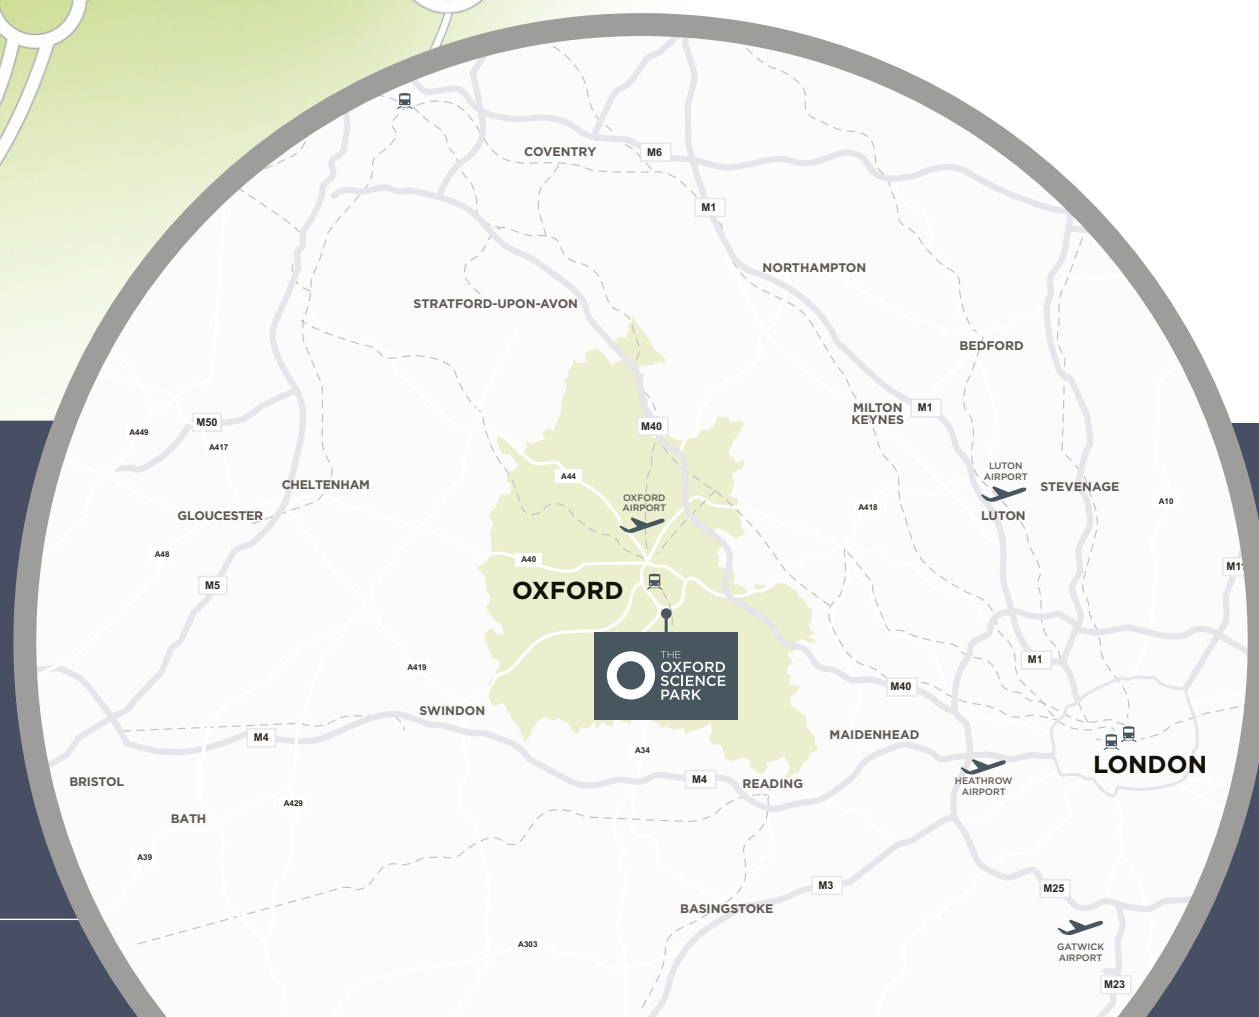 COVENTRY
M6
M1
NORTHAMPTON
STRATFORD-UPON-AVON
BEDFORD
MILTON
KEYNES
M1
M50
A449
A417
M40
LUTON
AIRPORT
A44
CHELTENHAM
STEVENAGE
OXFORD
AIRPORT
A418
A10
GLOUCESTER
LUTON
A48
A40
M11
M5
OXFORD
THE
OXFORD
SCIENCE
PARK
M1
A419
M40
SWINDON
M4
MAIDENHEAD
A34
LONDON
BRISTOL
M4
READING
HEATHROW
AIRPORT
A429
BATH
A39
M3
M25
BASINGSTOKE
A303
GATWICK
AIRPORT
M23